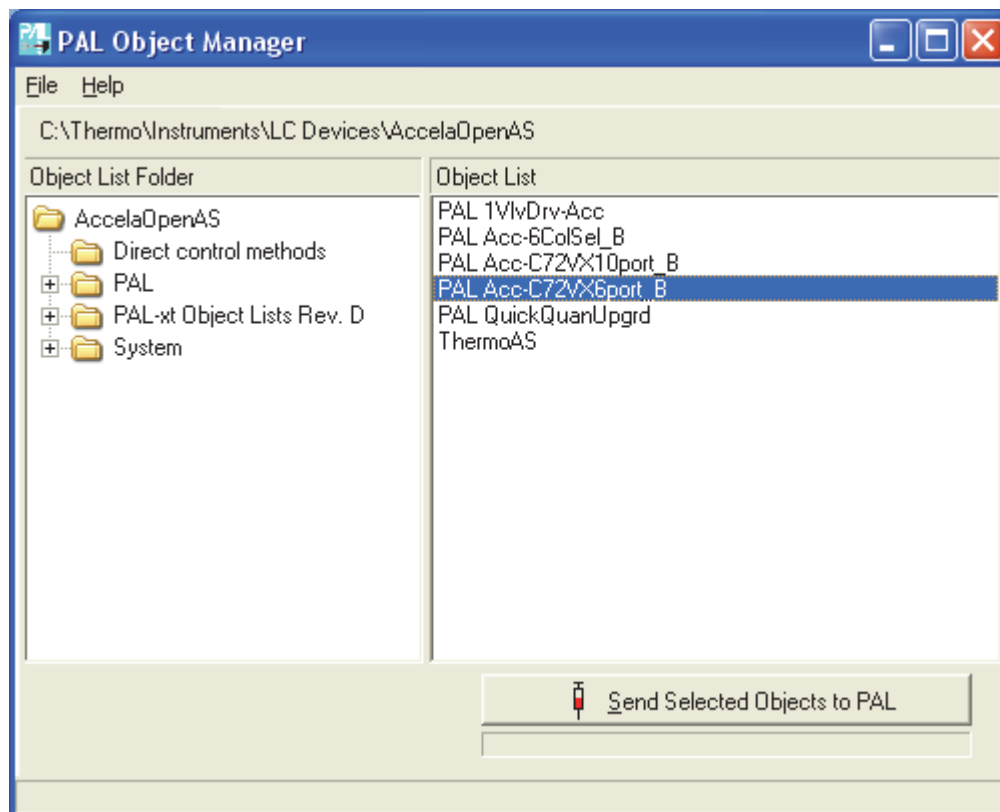 PAL Object Manager
File Help
C:\Thermo\Instruments\LC Devices\AccelaOpenAS
Object List Folder
AccelaOpenAS
Direct control methods
PAL
PAL-xt Object Lists Rev. D
System
Object List
PAL 1VlvDrv-Acc
PAL Acc-6ColSel_B
PAL Acc-C72VX10port_B
PAL Acc-C72VX6port_B
PAL QuickQuanUpgrd
ThermoAS
Send Selected Objects to PAL